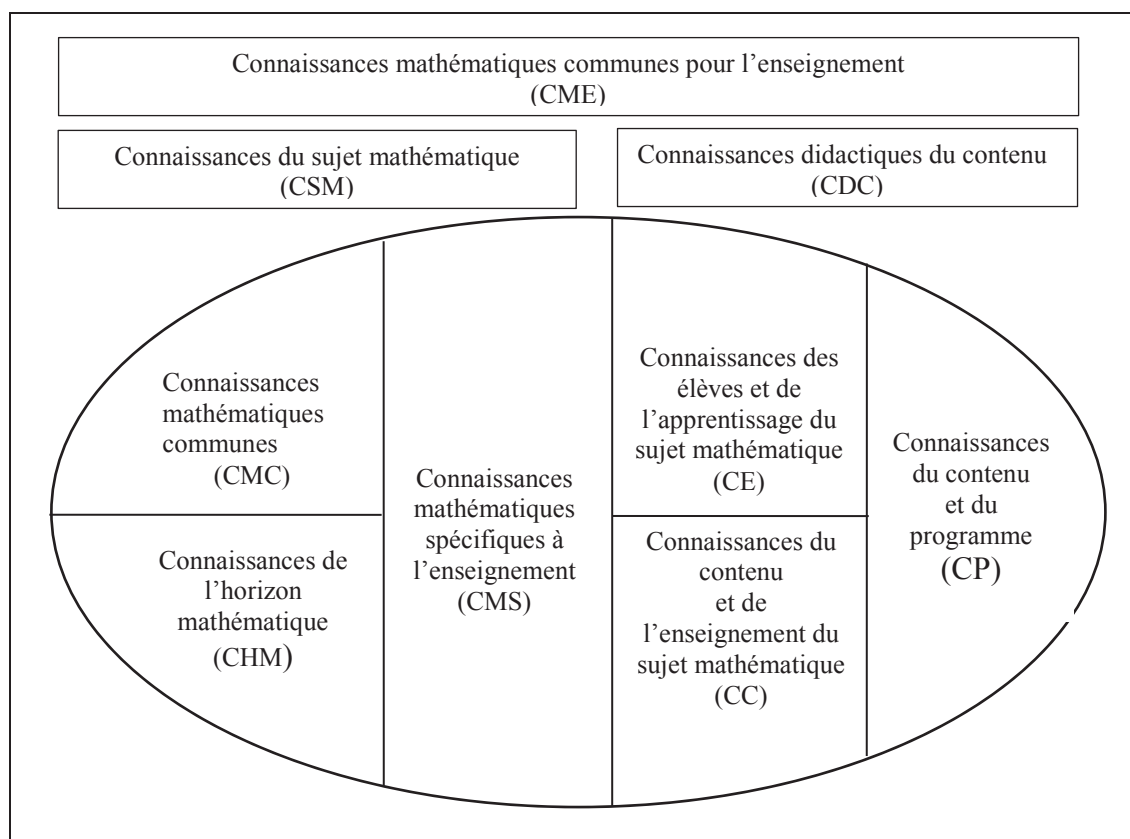 Connaissances mathématiques communes pour l’enseignement
(CME)
Connaissances du sujet mathématique
(CSM)
Connaissances didactiques du contenu
(CDC)
Connaissances
mathématiques
communes
(CMC)
Connaissances de
l’horizon
mathématique
(CHM)
Connaissances
mathématiques
spécifiques à
l’enseignement
(CMS)
Connaissances des
élèves et de
l’apprentissage du
sujet mathématique
(CE)
Connaissances du
contenu
et de
l’enseignement du
sujet mathématique
(CC)
Connaissances
du contenu
et du
programme
(CP)